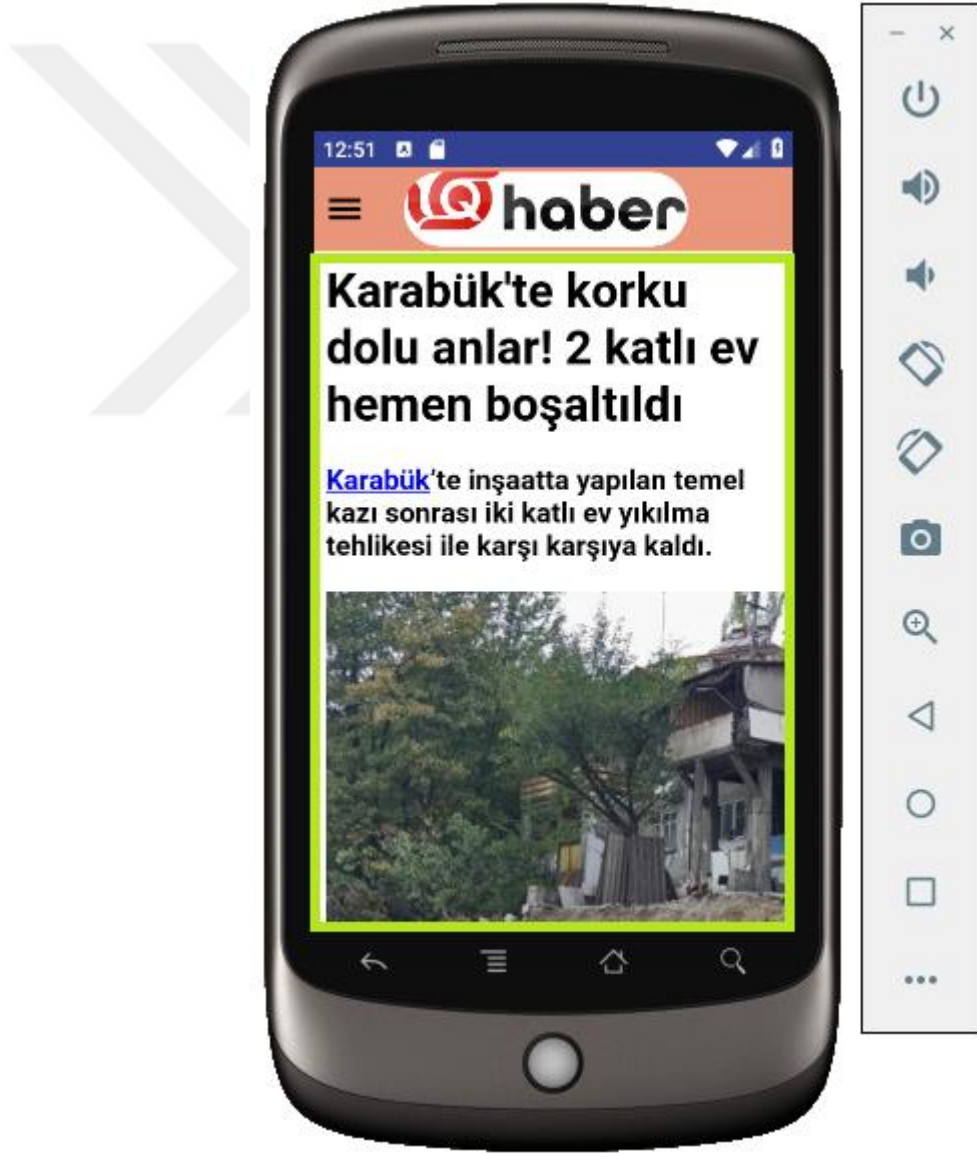 12:51
haber
Karabük'te korku
dolu anlar! 2 katlı ev
hemen boşaltıldı
Karabük’te inşaatta yapılan temel
kazı sonrası iki katlı ev yıkılma
tehlikesi ile karşı karşıya kaldı.